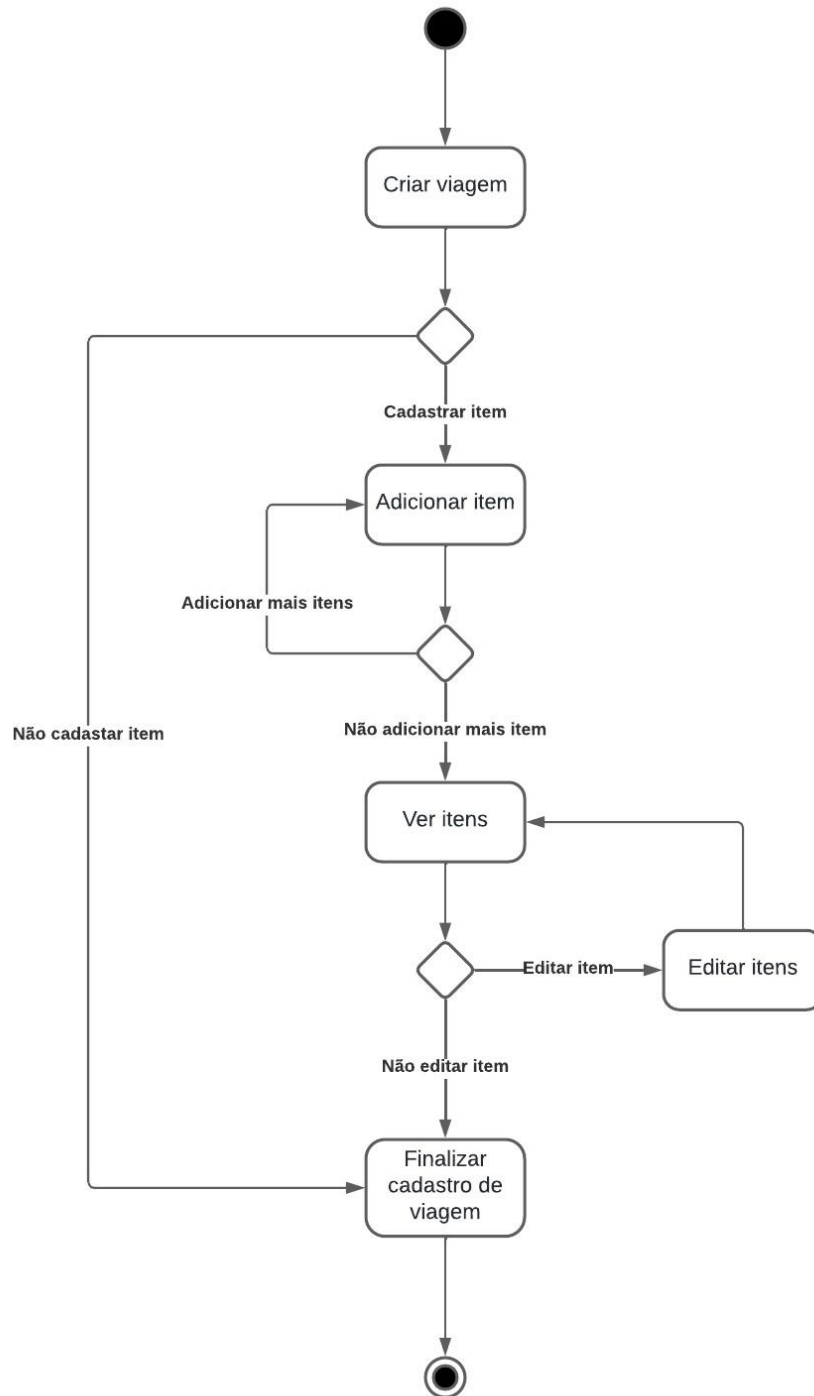 Criar viagem
Cadastrar item
Adicionar item
Adicionar mais itens
Não cadastar item
Não adicionar mais item
Ver itens
Editar item
Editar itens
Não editar item
Finalizar
cadastro de
viagem